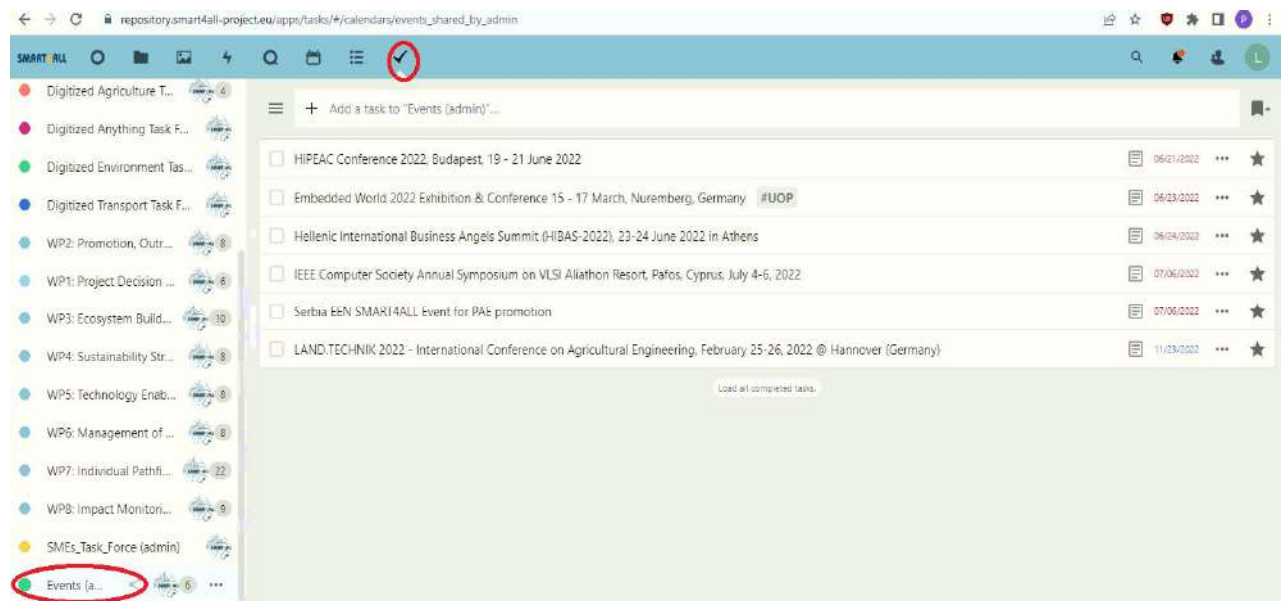 repository.smart4all-project.eu/apps/tasks/#/calendars/events_shared_by_admin
P
SMART4ALL
L
Digitized Agriculture T... 4
Digitized Anything Task F...
Digitized Environment Tas...
Digitized Transport Task F...
WP2: Promotion, Outr... 8
WP1: Project Decision ... 6
WP3: Ecosystem Build... 10
WP4: Sustainability Str... 8
WP5: Technology Enab... 8
WP6: Management of ... 8
WP7: Individual Pathfi... 22
WP8: Impact Monitori... 9
SMEs_Task_Force (admin)
Events (a... 6
Add a task to "Events (admin)"...
HiPEAC Conference 2022, Budapest, 19 - 21 June 2022 06/21/2022
Embedded World 2022 Exhibition & Conference 15 - 17 March, Nuremberg, Germany #UOP 06/23/2022
Hellenic International Business Angels Summit (HIBAS-2022), 23-24 June 2022 in Athens 06/24/2022
IEEE Computer Society Annual Symposium on VLSI Aliathon Resort, Pafos, Cyprus, July 4-6, 2022 07/06/2022
Serbia EEN SMART4ALL Event for PAE promotion 07/06/2022
LAND.TECHNIK 2022 - International Conference on Agricultural Engineering, February 25-26, 2022 @ Hannover (Germany) 11/23/2022
Load all completed tasks.